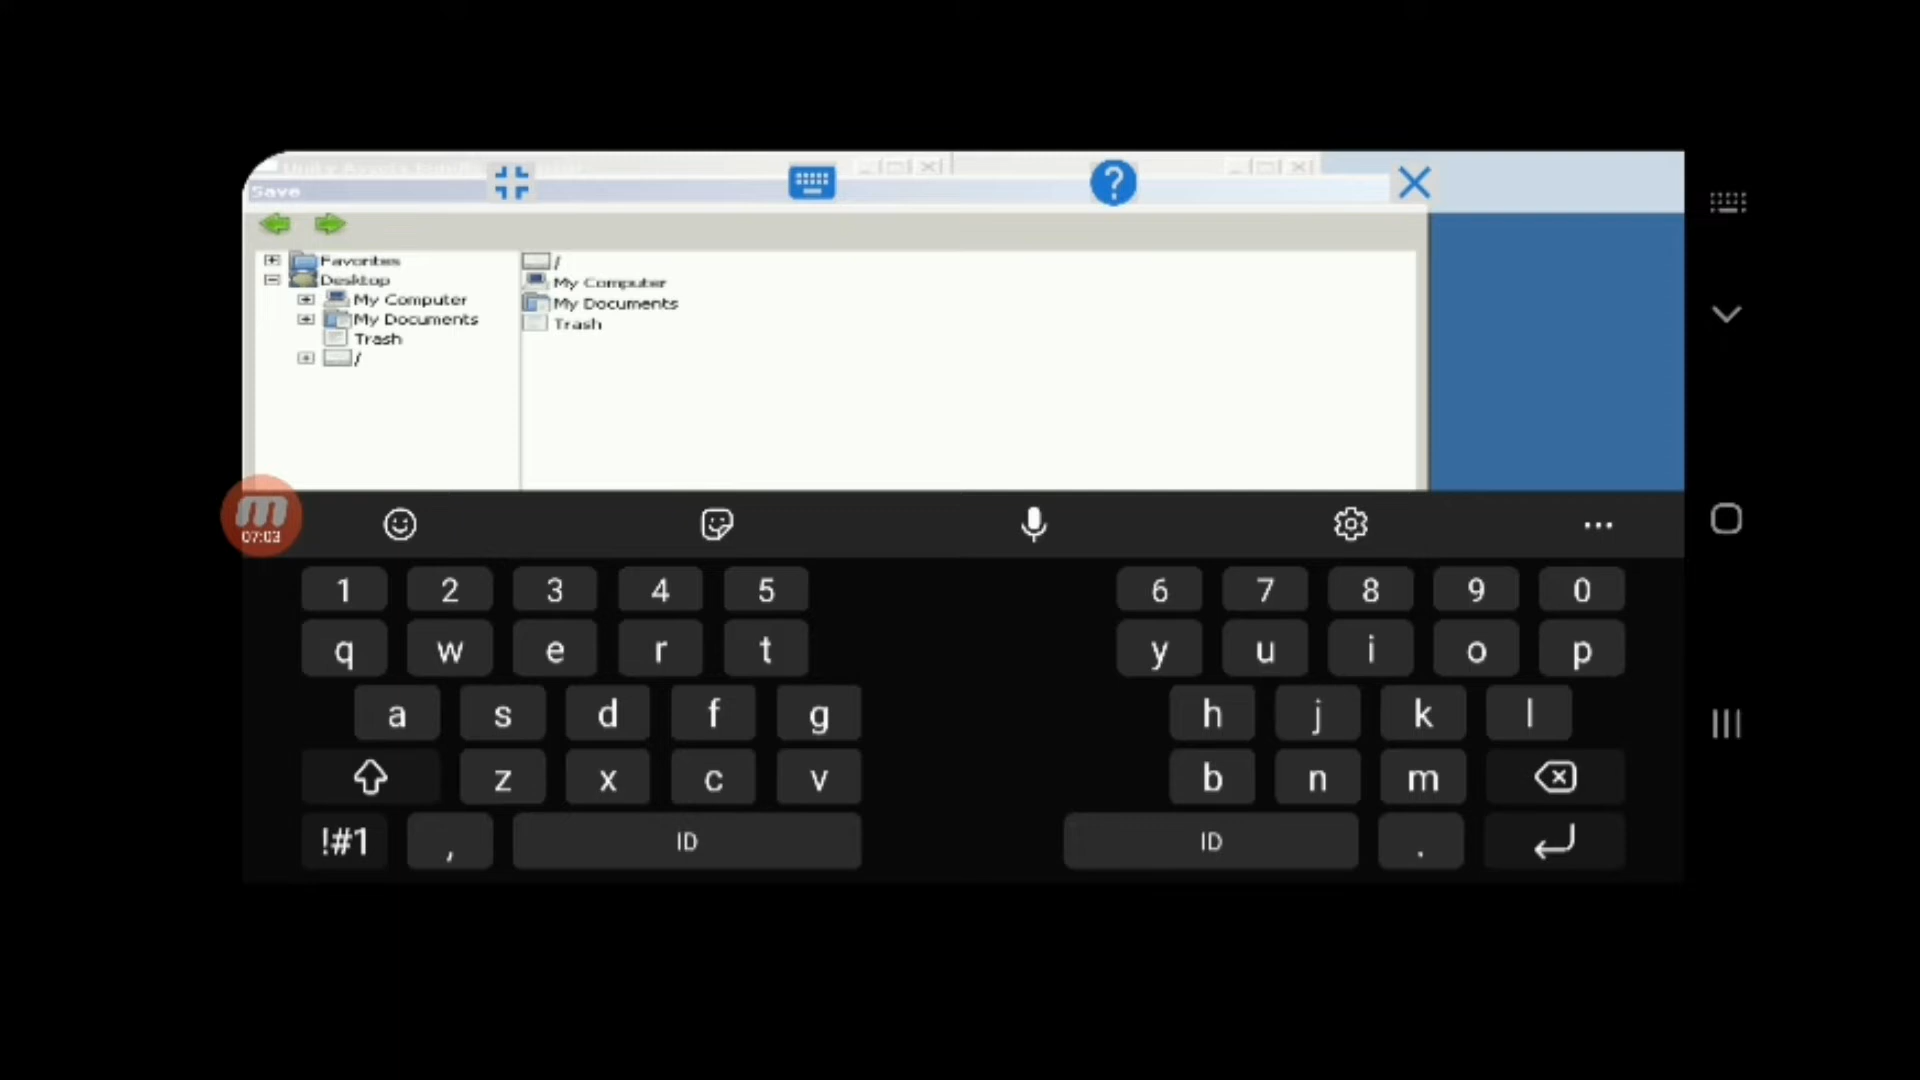 Save
Favorites
Desktop
My Computer
My Documents
Trash
/
/
My Computer
My Documents
Trash
?
m
07:03
1 2 3 4 5 6 7 8 9 0
q w e r t y u i o p
a s d f g h j k l
z x c v b n m
!#1 , ID ID .